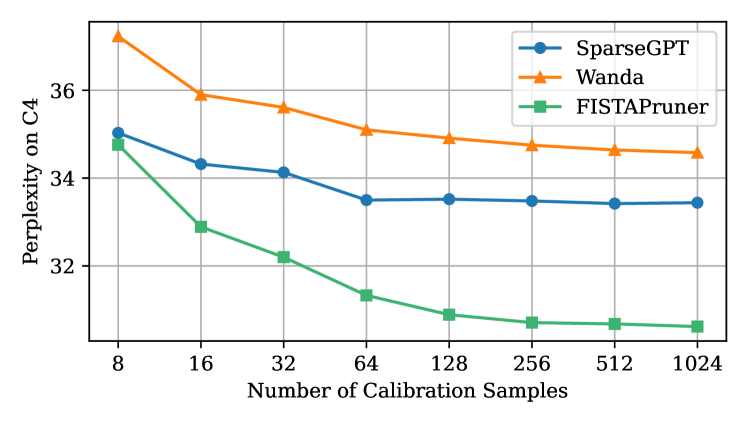 SparseGPT
Wanda
FISTAPruner
Perplexity on C4
36
34
32
8 16 32 64 128 256 512 1024
Number of Calibration Samples